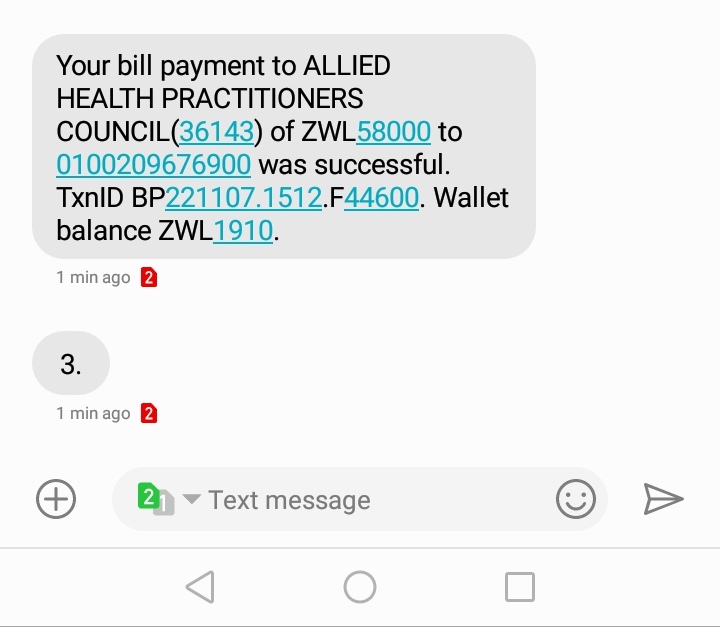 Your bill payment to ALLIED
HEALTH PRACTITIONERS
COUNCIL(36143) of ZWL58000 to
0100209676900 was successful.
TxnID BP221107.1512.F44600. Wallet
balance ZWL1910.
1 min ago 2
3.
1 min ago 2
2 1 Text message